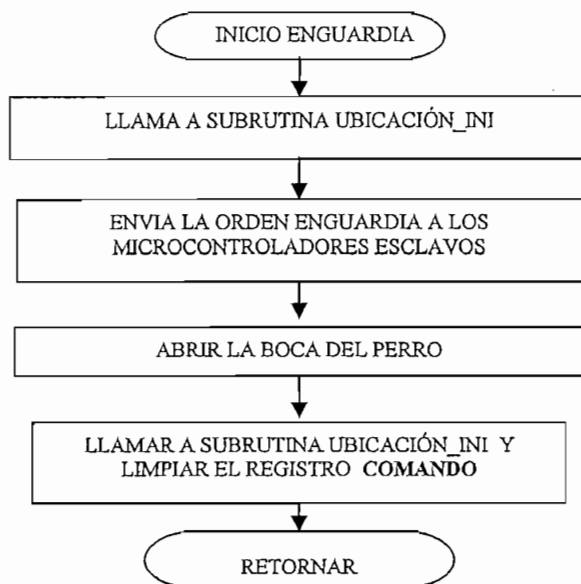 INICIO ENGUARDIA
LLAMA A SUBRUTINA UBICACIÓN_INI
ENVIA LA ORDEN ENGUARDIA A LOS
MICROCONTROLADORES ESCLAVOS
ABRIR LA BOCA DEL PERRO
LLAMAR A SUBRUTINA UBICACIÓN_INI Y
LIMPIAR EL REGISTRO COMANDO
RETORNAR